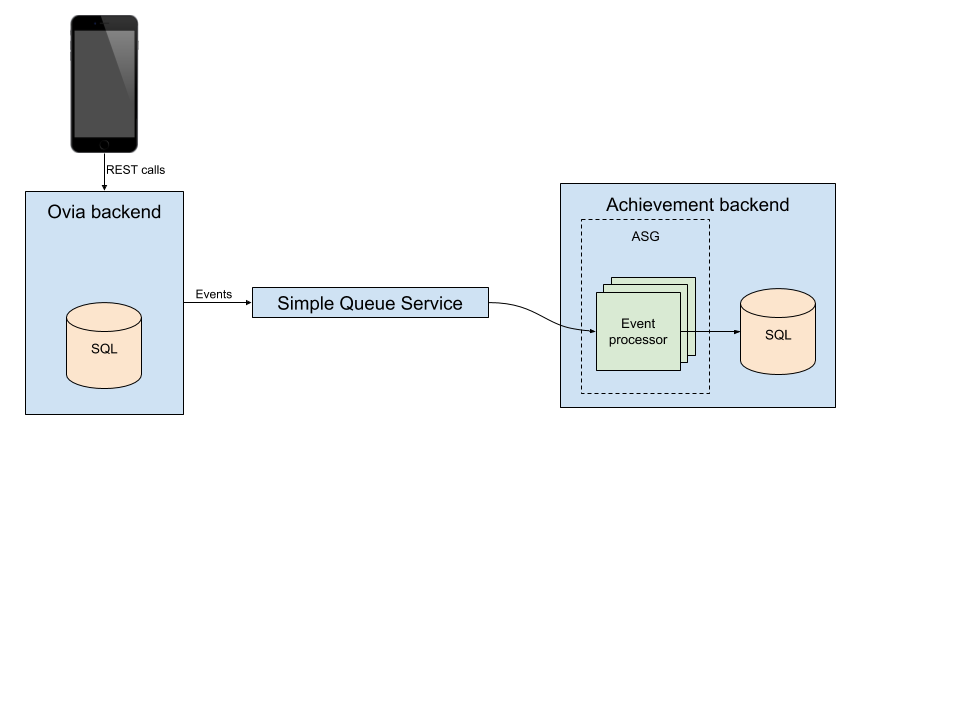 REST calls
Ovia backend
SQL
Events
Simple Queue Service
Achievement backend
ASG
Event
processor
SQL